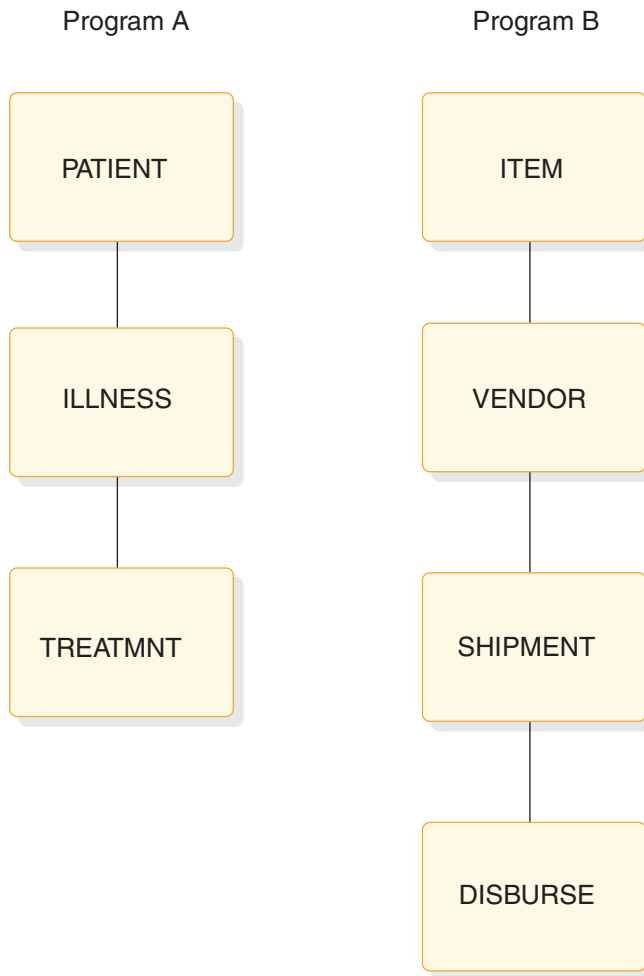 Program A
PATIENT
ILLNESS
TREATMNT
Program B
ITEM
VENDOR
SHIPMENT
DISBURSE